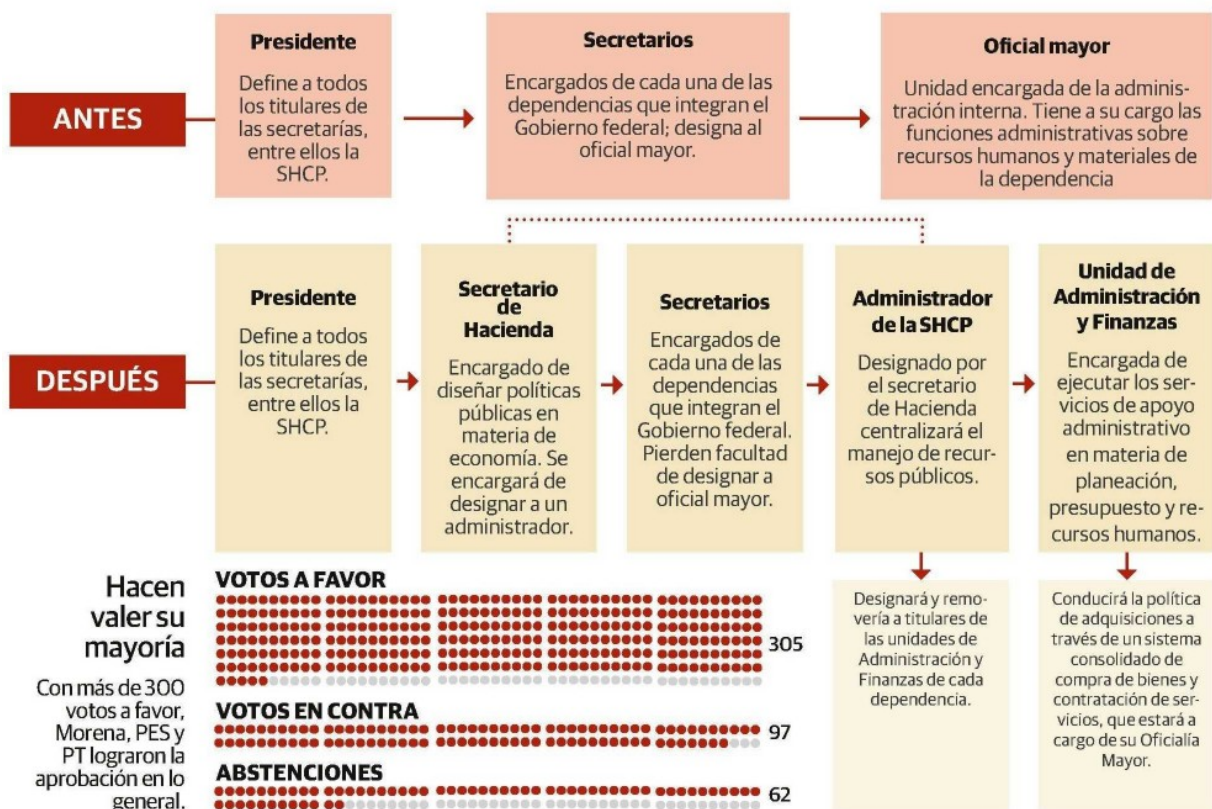 ANTES
Presidente
Define a todos
los titulares de
las secretarías,
entre ellos la
SHCP.
Secretarios
Encargados de cada una de las
dependencias que integran el
Gobierno federal; designa al
oficial mayor.
Oficial mayor
Unidad encargada de la adminis-
tración interna. Tiene a su cargo las
funciones administrativas sobre
recursos humanos y materiales de
la dependencia
DESPUÉS
Presidente
Define a todos
los titulares de
las secretarías,
entre ellos la
SHCP.
Secretario
de
Hacienda
Encargado de
diseñar políticas
públicas en
materia de
economía. Se
encargará de
designar a un
administrador.
Secretarios
Encargados de
cada una de las
dependencias
que integran el
Gobierno federal.
Pierden facultad
de designar a
oficial mayor.
Administrador
de la SHCP
Designado por
el secretario
de Hacienda
centralizará el
manejo de recur-
sos públicos.
Unidad de
Administración
y Finanzas
Encargada de
ejecutar los ser-
vicios de apoyo
administrativo
en materia de
planeación,
presupuesto y re-
cursos humanos.
Designará y remo-
vería a titulares de
las unidades de
Administración y
Finanzas de cada
dependencia.
Conducirá la política
de adquisiciones a
través de un sistema
consolidado de
compra de bienes y
contratación de ser-
vicios, que estará a
cargo de su Oficialía
Mayor.
Hacen
valer su
mayoría
Con más de 300
votos a favor,
Morena, PES y
PT lograron la
aprobación en lo
general.
VOTOS A FAVOR
305
VOTOS EN CONTRA
97
ABSTENCIONES
62